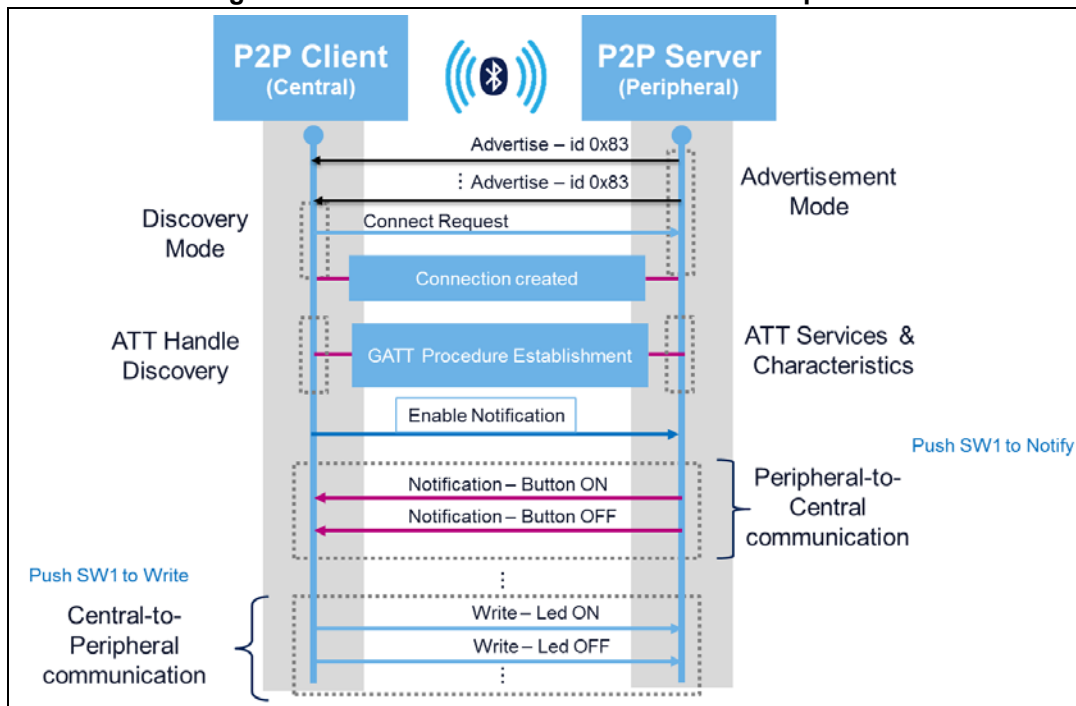 P2P Client
(Central)
P2P Server
(Peripheral)
Advertise – id 0x83
⋮ Advertise – id 0x83
Advertisement
Mode
Discovery
Mode
Connect Request
Connection created
ATT Handle
Discovery
GATT Procedure Establishment
ATT Services &
Characteristics
Enable Notification
Push SW1 to Notify
Notification – Button ON
Notification – Button OFF
Peripheral-to-
Central
communication
⋮
Push SW1 to Write
Central-to-
Peripheral
communication
Write – Led ON
Write – Led OFF
⋮